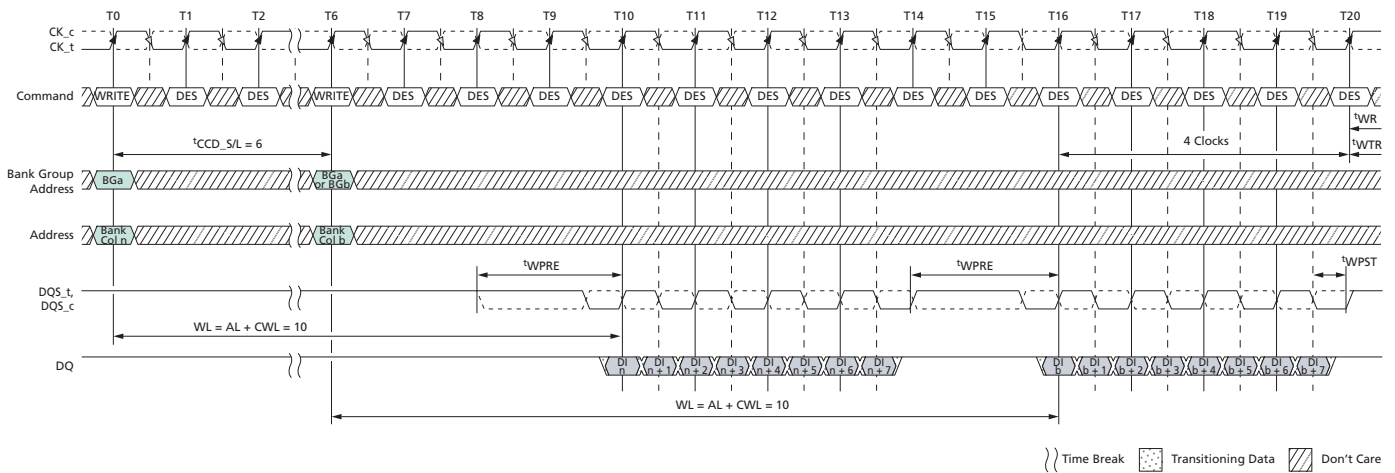 T0 T1 T2 T6 T7 T8 T9 T10 T11 T12 T13 T14 T15 T16 T17 T18 T19 T20
CK_c
CK_t
Command WRITE DES DES WRITE DES DES DES DES DES DES DES DES DES DES DES DES DES DES
tWR
tCCD_S/L = 6 4 Clocks tWTR
Bank Group
Address BGa BGa
or BGb
Address Bank
Col n Bank
Col b
tWPRE tWPRE tWPST
DQS_t,
DQS_c
WL = AL + CWL = 10
DQ DI
n DI
n + 1 DI
n + 2 DI
n + 3 DI
n + 4 DI
n + 5 DI
n + 6 DI
n + 7 DI
b DI
b + 1 DI
b + 2 DI
b + 3 DI
b + 4 DI
b + 5 DI
b + 6 DI
b + 7
WL = AL + CWL = 10
Time Break Transitioning Data Don't Care